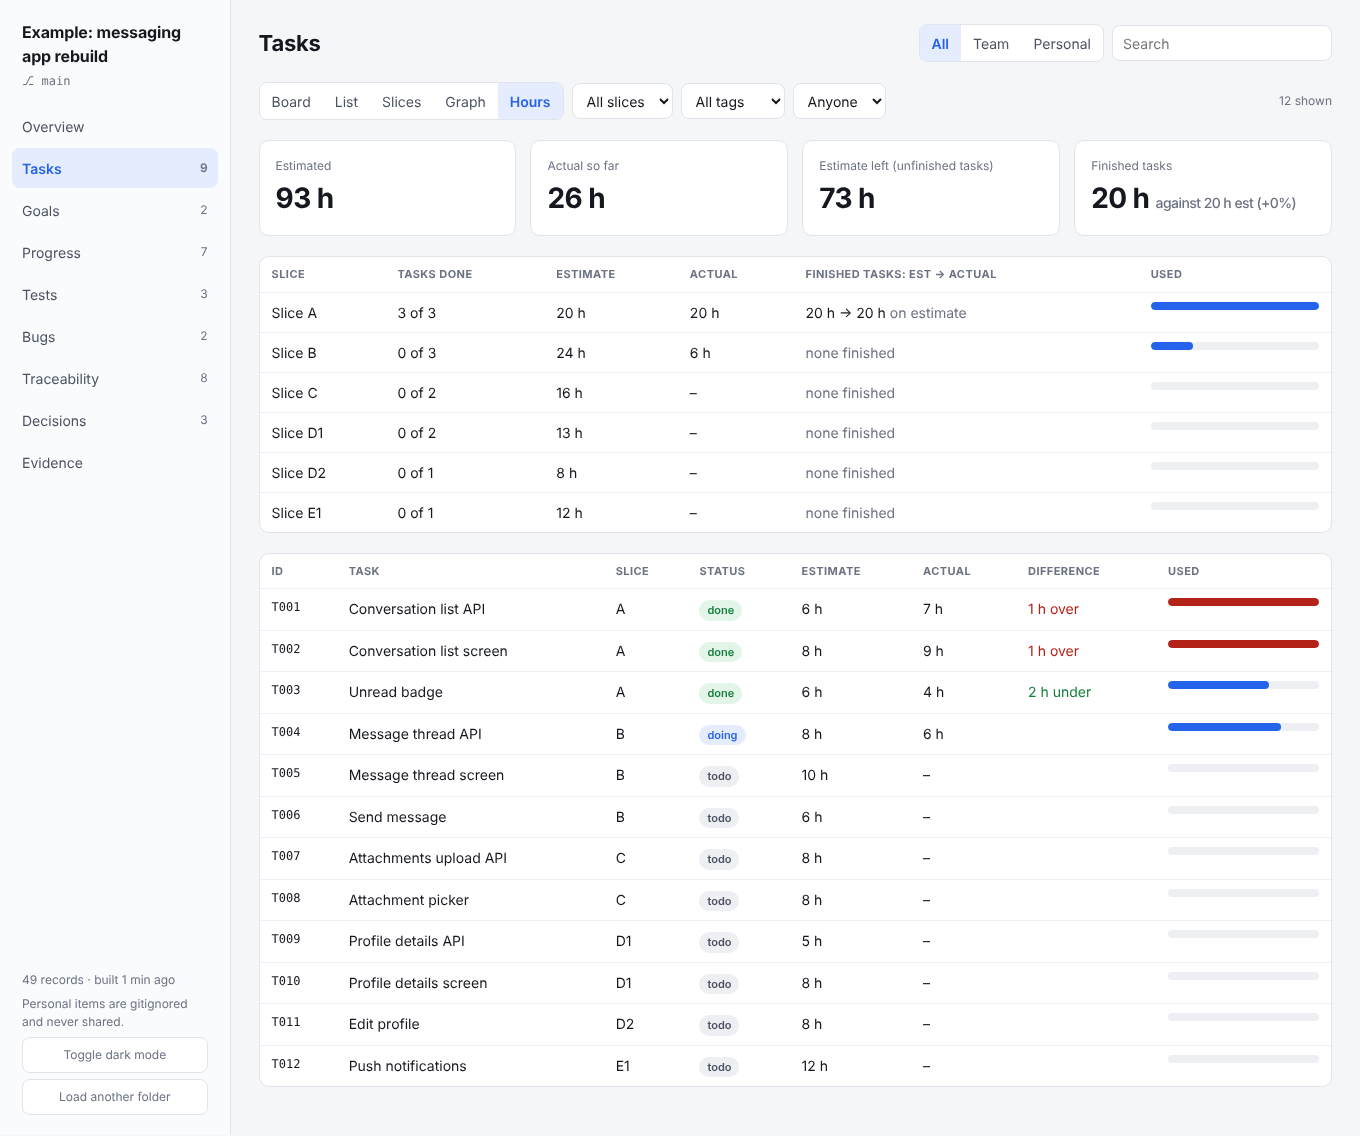 Example: messaging
app rebuild
⎇ main
Overview
Tasks 9
Goals 2
Progress 7
Tests 3
Bugs 2
Traceability 8
Decisions 3
Evidence
49 records · built 1 min ago
Personal items are gitignored
and never shared.
Toggle dark mode
Load another folder
Tasks
All Team Personal Search
Board List Slices Graph Hours All slices All tags Anyone 12 shown
Estimated
93 h
Actual so far
26 h
Estimate left (unfinished tasks)
73 h
Finished tasks
20 h against 20 h est (+0%)
SLICE TASKS DONE ESTIMATE ACTUAL FINISHED TASKS: EST → ACTUAL USED
Slice A 3 of 3 20 h 20 h 20 h → 20 h on estimate
Slice B 0 of 3 24 h 6 h none finished
Slice C 0 of 2 16 h – none finished
Slice D1 0 of 2 13 h – none finished
Slice D2 0 of 1 8 h – none finished
Slice E1 0 of 1 12 h – none finished
ID TASK SLICE STATUS ESTIMATE ACTUAL DIFFERENCE USED
T001 Conversation list API A done 6 h 7 h 1 h over
T002 Conversation list screen A done 8 h 9 h 1 h over
T003 Unread badge A done 6 h 4 h 2 h under
T004 Message thread API B doing 8 h 6 h
T005 Message thread screen B todo 10 h –
T006 Send message B todo 6 h –
T007 Attachments upload API C todo 8 h –
T008 Attachment picker C todo 8 h –
T009 Profile details API D1 todo 5 h –
T010 Profile details screen D1 todo 8 h –
T011 Edit profile D2 todo 8 h –
T012 Push notifications E1 todo 12 h –